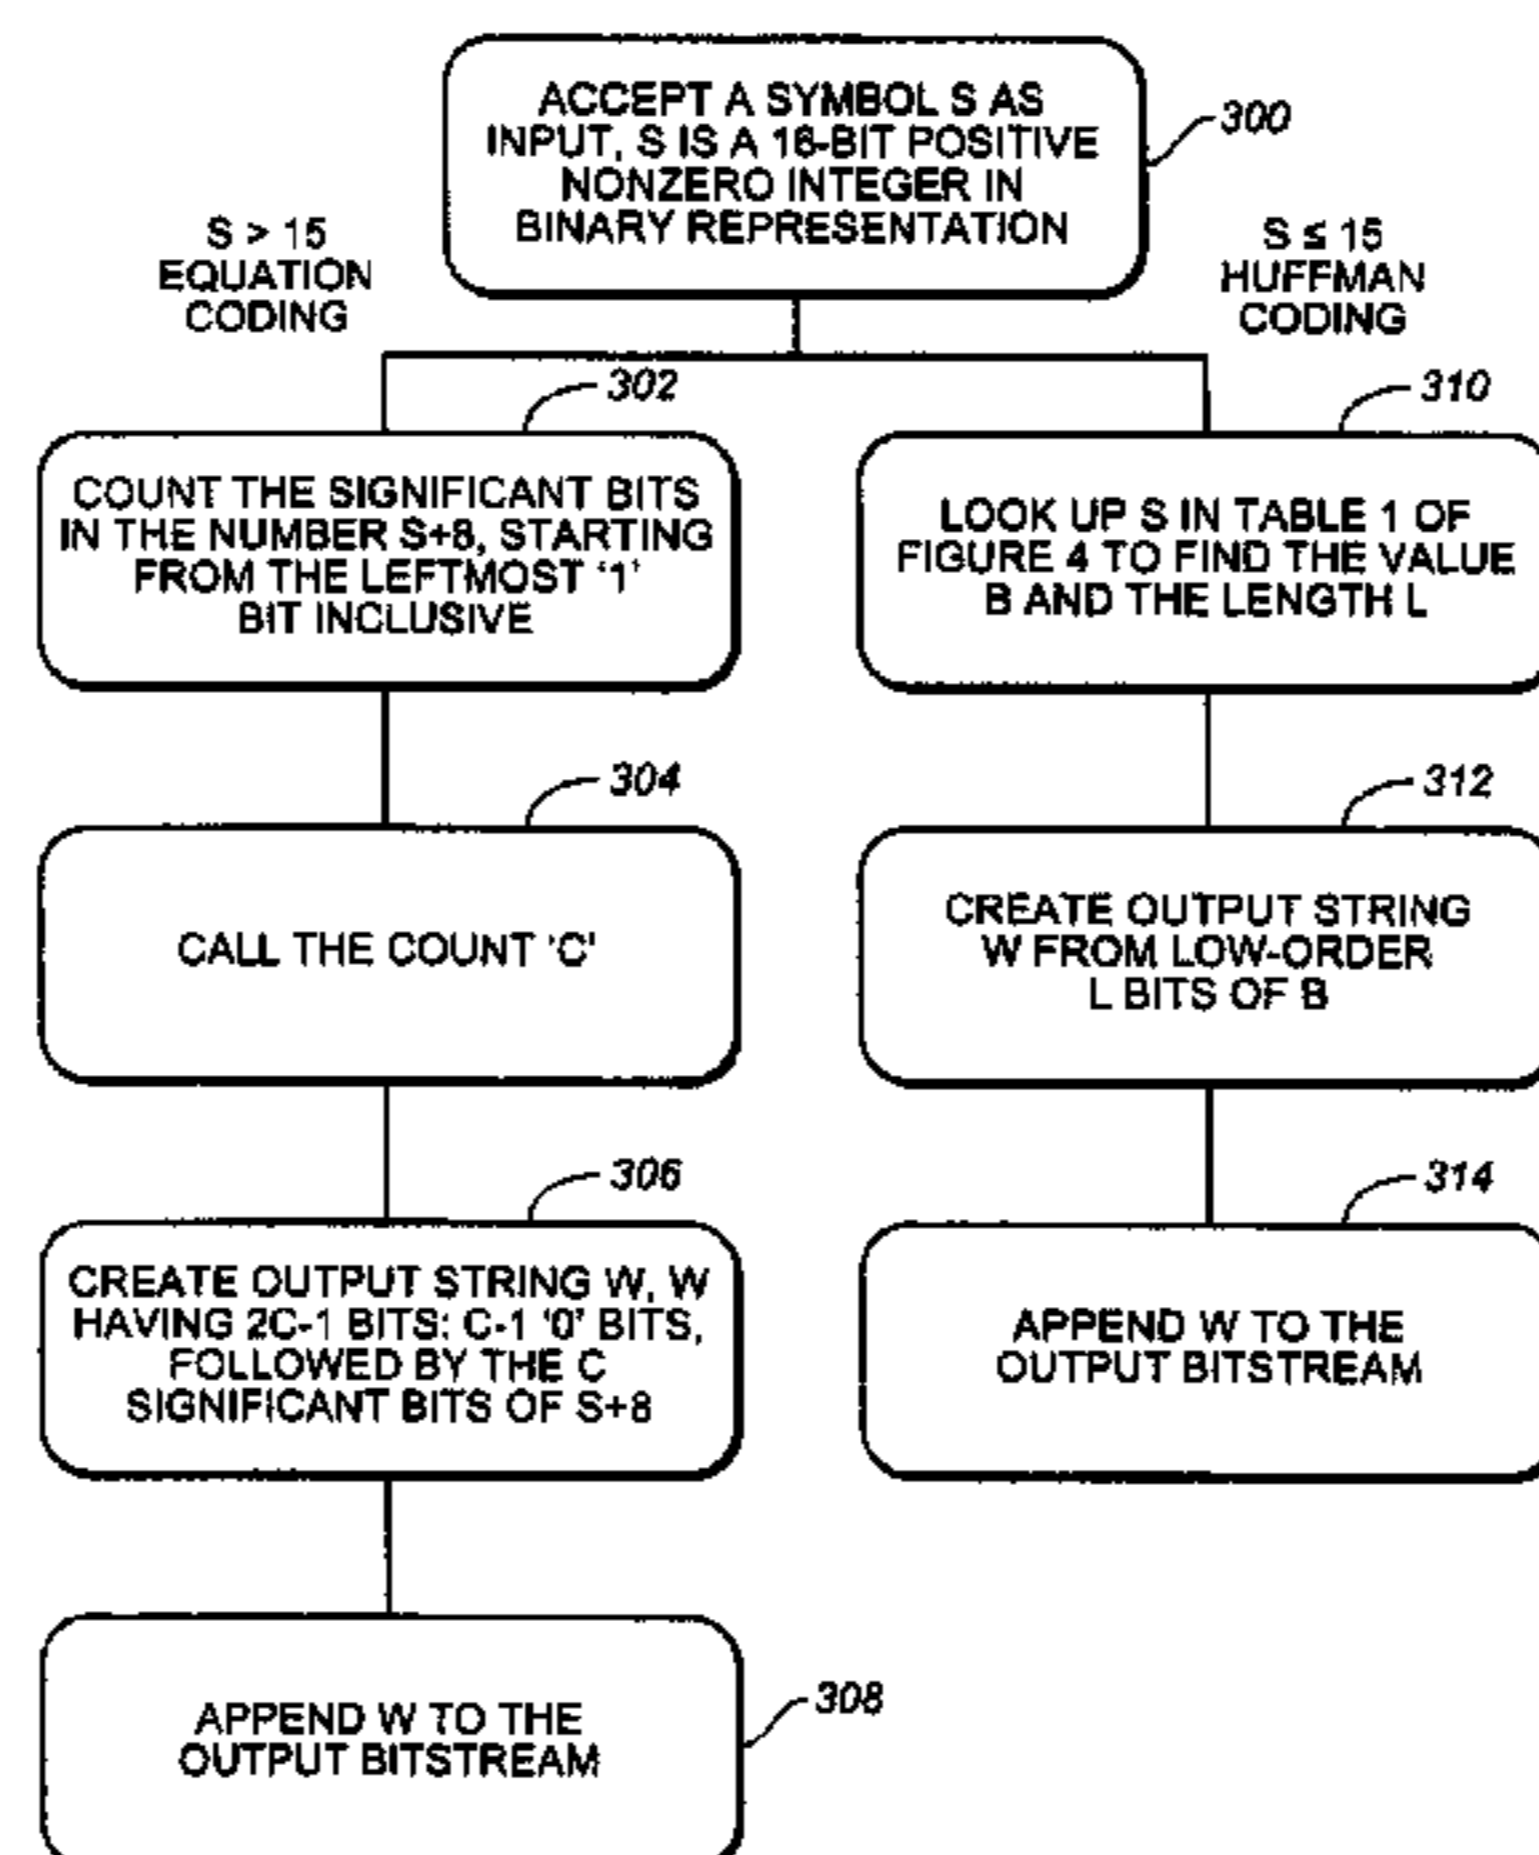 ACCEPT A SYMBOL S AS
INPUT, S IS A 16-BIT POSITIVE
NONZERO INTEGER IN
BINARY REPRESENTATION
300
S > 15
EQUATION
CODING
S ≤ 15
HUFFMAN
CODING
302
COUNT THE SIGNIFICANT BITS
IN THE NUMBER S+8, STARTING
FROM THE LEFTMOST '1'
BIT INCLUSIVE
310
LOOK UP S IN TABLE 1 OF
FIGURE 4 TO FIND THE VALUE
B AND THE LENGTH L
304
CALL THE COUNT 'C'
312
CREATE OUTPUT STRING
W FROM LOW-ORDER
L BITS OF B
306
CREATE OUTPUT STRING W, W
HAVING 2C-1 BITS: C-1 '0' BITS,
FOLLOWED BY THE C
SIGNIFICANT BITS OF S+8
314
APPEND W TO THE
OUTPUT BITSTREAM
308
APPEND W TO THE
OUTPUT BITSTREAM